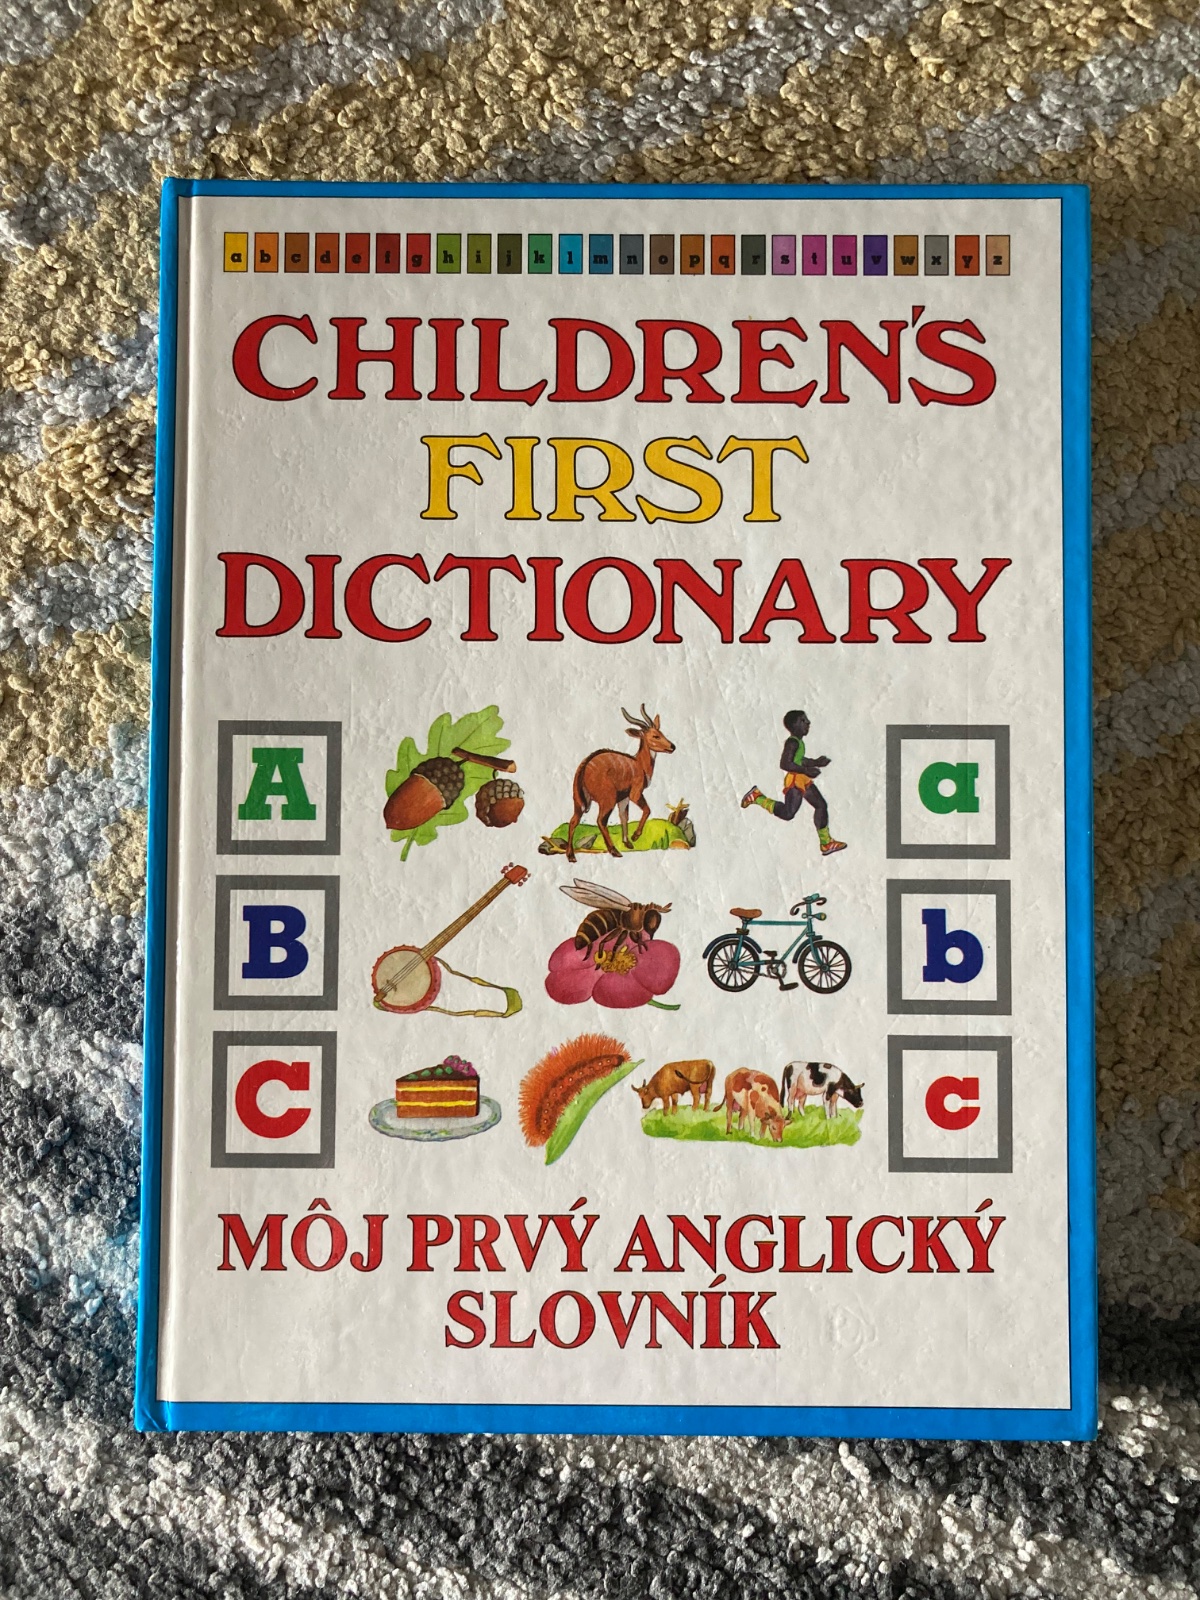 a b c d e f g h i j k l m n o p q r s t u v w x y z
CHILDREN'S
FIRST
DICTIONARY
A a
B b
C c
MÔJ PRVÝ ANGLICKÝ
SLOVNÍK